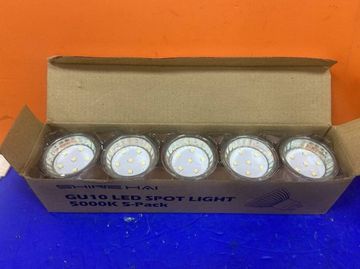 SHINE HAI
GU10 LED SPOT LIGHT
5000K 5-Pack